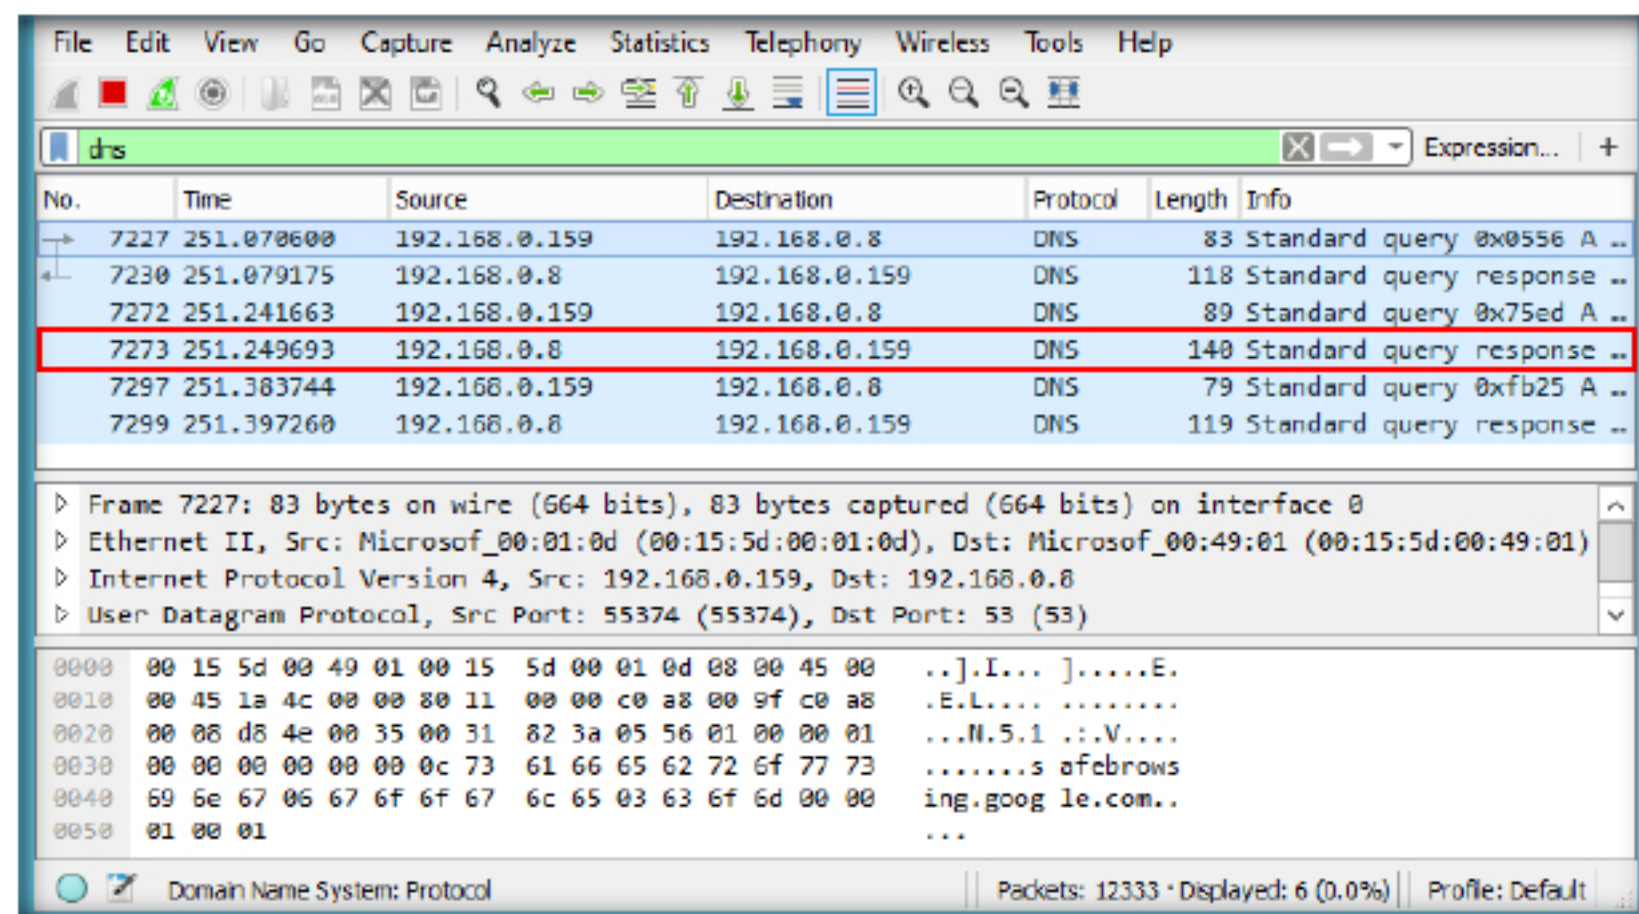 File Edit View Go Capture Analyze Statistics Telephony Wireless Tools Help
dns Expression... +
No. Time Source Destination Protocol Length Info
7227 251.070600 192.168.0.159 192.168.0.8 DNS 83 Standard query 0x0556 A …
7230 251.079175 192.168.0.8 192.168.0.159 DNS 118 Standard query response …
7272 251.241663 192.168.0.159 192.168.0.8 DNS 89 Standard query 0x75ed A …
7273 251.249693 192.168.0.8 192.168.0.159 DNS 140 Standard query response …
7297 251.383744 192.168.0.159 192.168.0.8 DNS 79 Standard query 0xfb25 A …
7299 251.397260 192.168.0.8 192.168.0.159 DNS 119 Standard query response …
Frame 7227: 83 bytes on wire (664 bits), 83 bytes captured (664 bits) on interface 0
Ethernet II, Src: Microsof_00:01:0d (00:15:5d:00:01:0d), Dst: Microsof_00:49:01 (00:15:5d:00:49:01)
Internet Protocol Version 4, Src: 192.168.0.159, Dst: 192.168.0.8
User Datagram Protocol, Src Port: 55374 (55374), Dst Port: 53 (53)
0000 00 15 5d 00 49 01 00 15 5d 00 01 0d 08 00 45 00 ..].I... ].....E.
0010 00 45 1a 4c 00 00 80 11 00 00 c0 a8 00 9f c0 a8 .E.L.... ........
0020 00 08 d8 4e 00 35 00 31 82 3a 05 56 01 00 00 01 ...N.5.1 .:.V....
0030 00 00 00 00 00 00 0c 73 61 66 65 62 72 6f 77 73 .......s afebrows
0040 69 6e 67 06 67 6f 6f 67 6c 65 03 63 6f 6d 00 00 ing.goog le.com..
0050 01 00 01 ...
Domain Name System: Protocol Packets: 12333 · Displayed: 6 (0.0%) Profile: Default